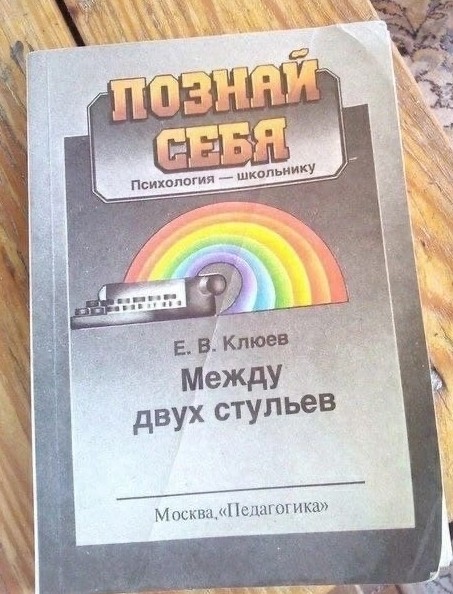 ПОЗНАЙ
СЕБЯ
Психология — школьнику
Е. В. Клюев
Между
двух стульев
Москва, «Педагогика»